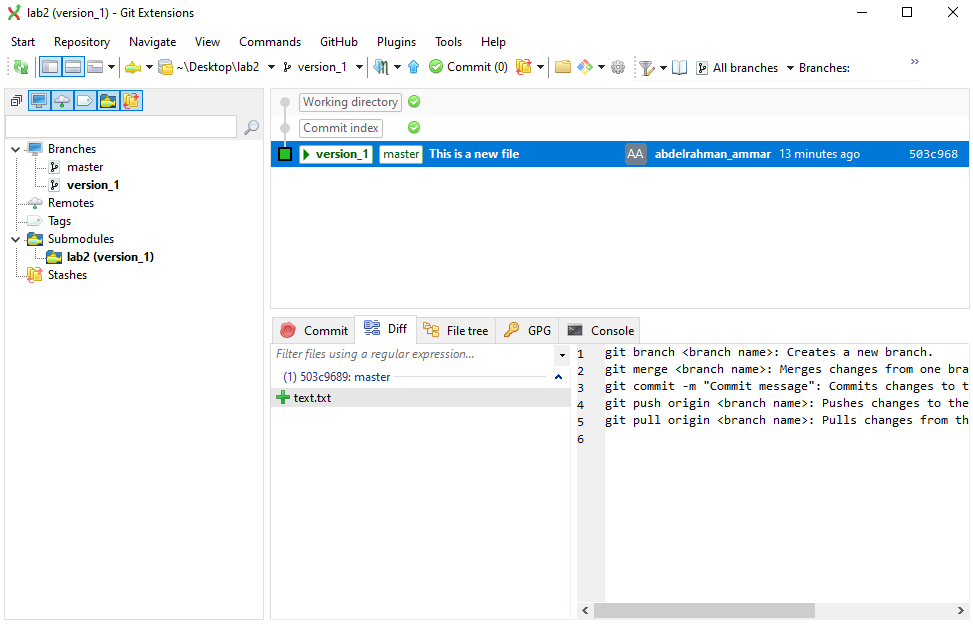 lab2 (version_1) - Git Extensions
Start Repository Navigate View Commands GitHub Plugins Tools Help
~\Desktop\lab2 version_1 Commit (0) All branches Branches: »
Working directory
Commit index
version_1 master This is a new file AA abdelrahman_ammar 13 minutes ago 503c968
Branches
master
version_1
Remotes
Tags
Submodules
lab2 (version_1)
Stashes
Commit Diff File tree GPG Console
Filter files using a regular expression...
(1) 503c9689: master
text.txt
1 git branch <branch name>: Creates a new branch.
2 git merge <branch name>: Merges changes from one bra
3 git commit -m "Commit message": Commits changes to t
4 git push origin <branch name>: Pushes changes to the
5 git pull origin <branch name>: Pulls changes from th
6